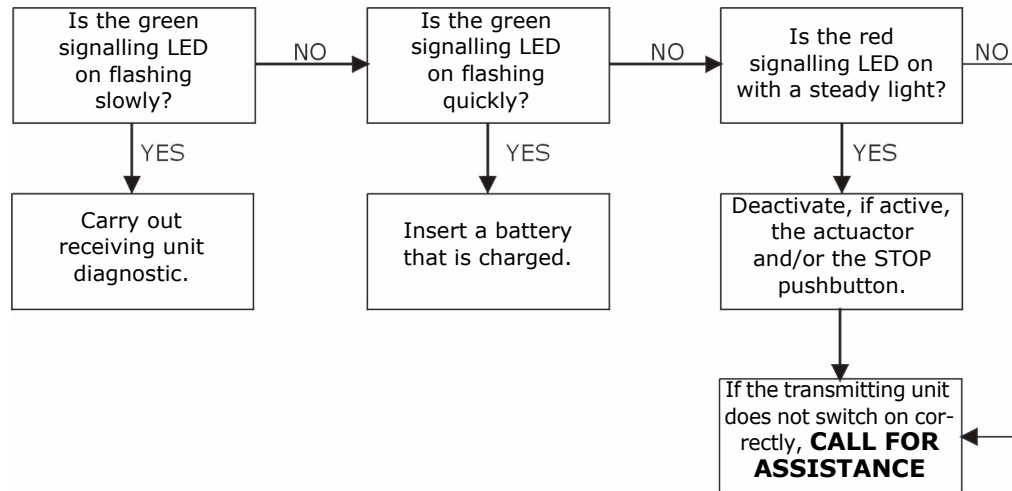 Is the green
signalling LED
on flashing
slowly?
NO
Is the green
signalling LED
on flashing
quickly?
NO
Is the red
signalling LED on
with a steady light?
NO
YES
YES
YES
Carry out
receiving unit
diagnostic.
Insert a battery
that is charged.
Deactivate, if active,
the actuactor
and/or the STOP
pushbutton.
If the transmitting unit
does not switch on cor-
rectly, CALL FOR
ASSISTANCE